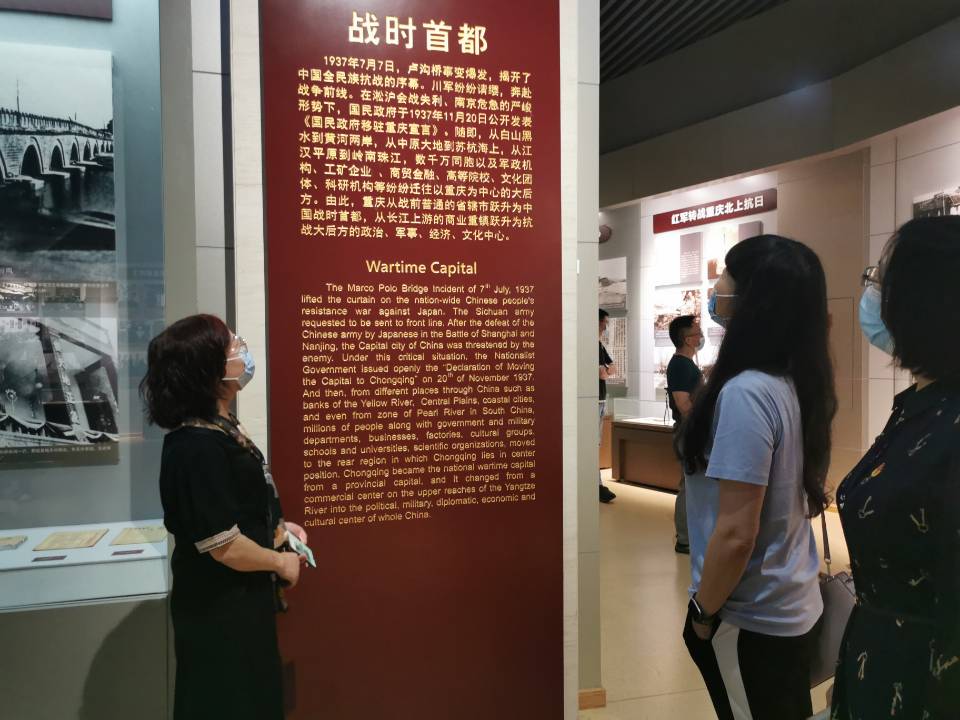 战时首都
1937年7月7日，卢沟桥事变爆发，揭开了
中国全民族抗战的序幕。川军纷纷请缨，奔赴
战争前线。在淞沪会战失利、南京危急的严峻
形势下，国民政府于1937年11月20日公开发表
《国民政府移驻重庆宣言》。随即，从白山黑
水到黄河两岸，从中原大地到苏杭海上，从江
汉平原到岭南珠江，数千万同胞以及军政机
构、工矿企业、商贸金融、高等院校、文化团
体、科研机构等纷纷迁往以重庆为中心的大后
方。由此，重庆从战前普通的省辖市跃升为中
国战时首都，从长江上游的商业重镇跃升为抗
战大后方的政治、军事、经济、文化中心。
Wartime Capital
The Marco Polo Bridge Incident of 7th July, 1937
lifted the curtain on the nation-wide Chinese people's
resistance war against Japan. The Sichuan army
requested to be sent to front line. After the defeat of the
Chinese army by Japanese in the Battle of Shanghai and
Nanjing, the Capital city of China was threatened by the
enemy. Under this critical situation, the Nationalist
Government issued openly the "Declaration of Moving
the Capital to Chongqing" on 20th of November 1937.
And then, from different places through China such as
banks of the Yellow River, Central Plains, coastal cities,
and even from zone of Pearl River in South China,
millions of people along with government and military
departments, businesses, factories, cultural groups,
schools and universities, scientific organizations, moved
to the rear region in which Chongqing lies in center
position. Chongqing became the national wartime capital
from a provincial capital, and it changed from a
commercial center on the upper reaches of the Yangtze
River into the political, military, diplomatic, economic and
cultural center of whole China.
红军转战重庆北上抗日